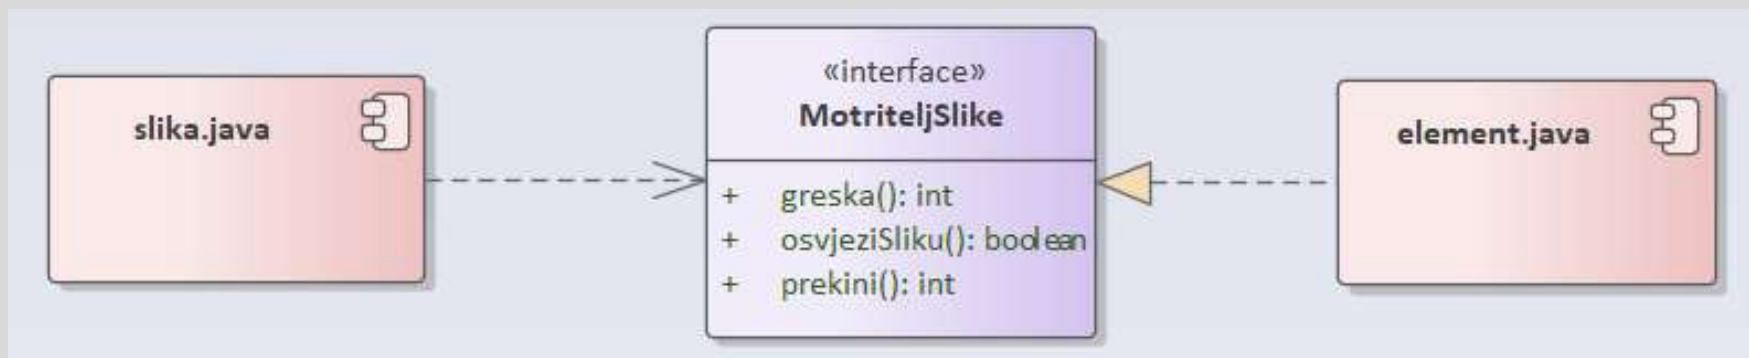 slika.java
«interface»
MotriteljSlike
+ greska(): int
+ osvjeziSliku(): boolean
+ prekini(): int
element.java